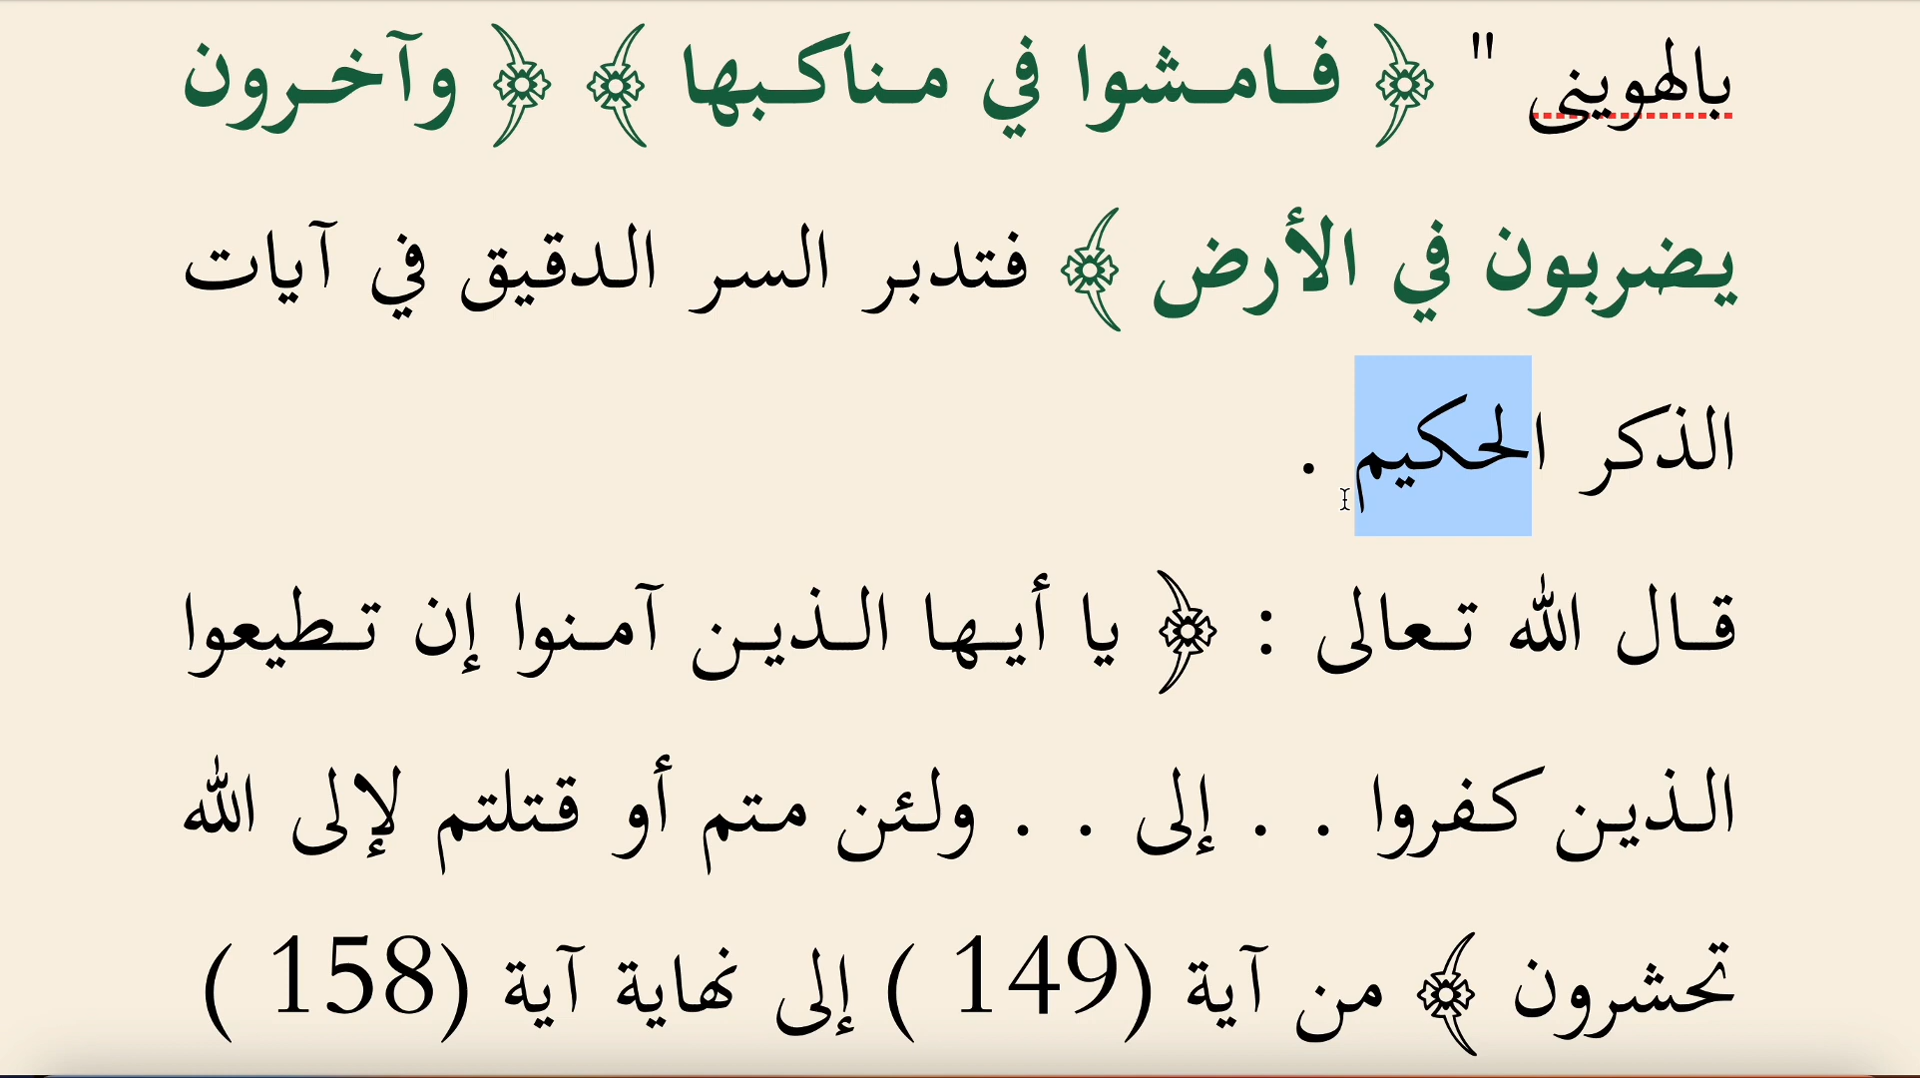 بالهوينى " ﴿ فامشوا في مناكبها ﴾ ﴿ وآخرون
يضربون في الأرض ﴾ فتدبر السر الدقيق في آيات
الذكر الحكيم .
قال الله تعالى : ﴿ يا أيها الذين آمنوا إن تطيعوا
الذين كفروا . . إلى . . ولئن متم أو قتلتم لإلى الله
تحشرون ﴾ من آية (149 ) إلى نهاية آية (158 )